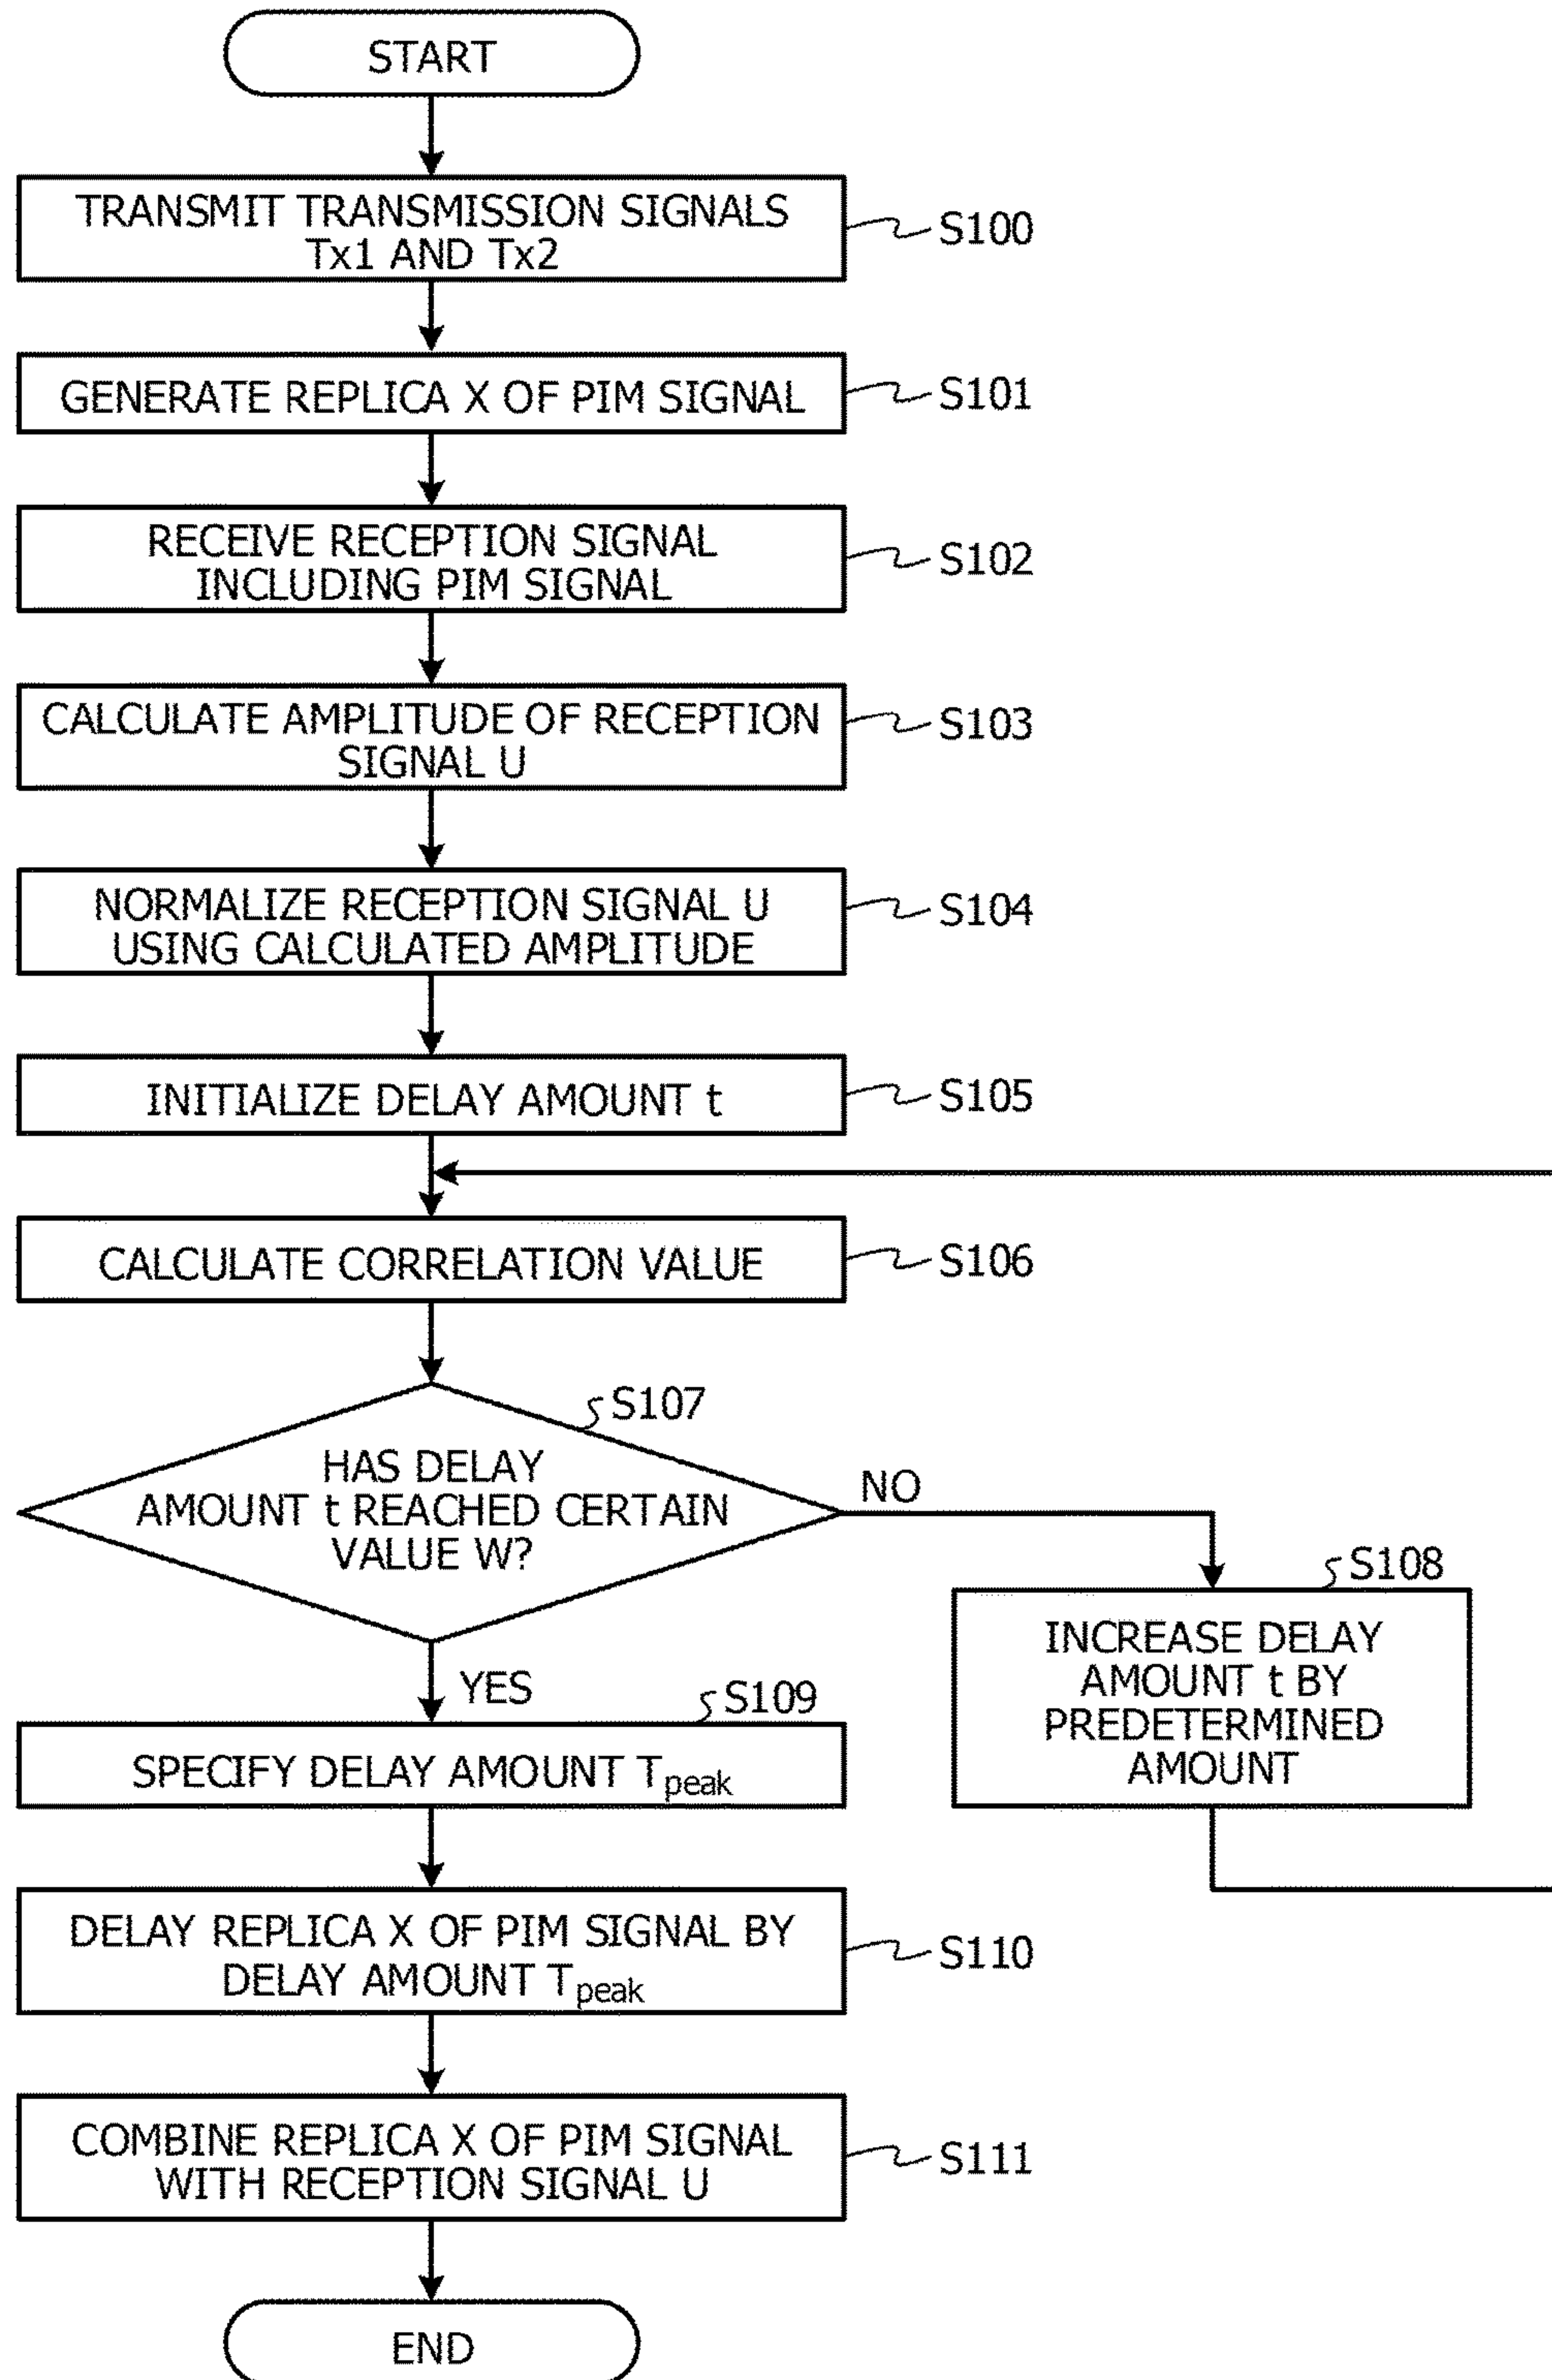 START
TRANSMIT TRANSMISSION SIGNALS
Tx1 AND Tx2
S100
GENERATE REPLICA X OF PIM SIGNAL
S101
RECEIVE RECEPTION SIGNAL
INCLUDING PIM SIGNAL
S102
CALCULATE AMPLITUDE OF RECEPTION
SIGNAL U
S103
NORMALIZE RECEPTION SIGNAL U
USING CALCULATED AMPLITUDE
S104
INITIALIZE DELAY AMOUNT t
S105
CALCULATE CORRELATION VALUE
S106
S107
HAS DELAY
AMOUNT t REACHED CERTAIN
VALUE W?
NO
S108
INCREASE DELAY
AMOUNT t BY
PREDETERMINED
AMOUNT
YES
S109
SPECIFY DELAY AMOUNT Tpeak
DELAY REPLICA X OF PIM SIGNAL BY
DELAY AMOUNT Tpeak
S110
COMBINE REPLICA X OF PIM SIGNAL
WITH RECEPTION SIGNAL U
S111
END